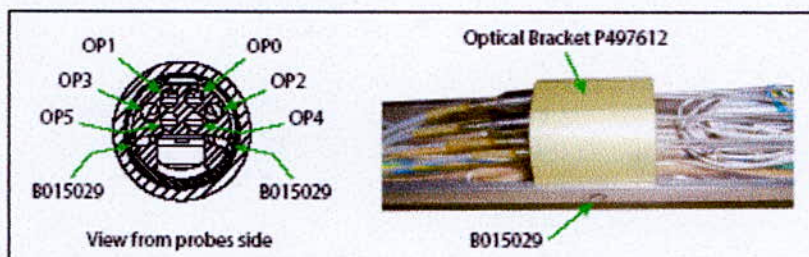 OP1
OP0
OP3
OP2
OP5
OP4
B015029
B015029
View from probes side
Optical Bracket P497612
B015029